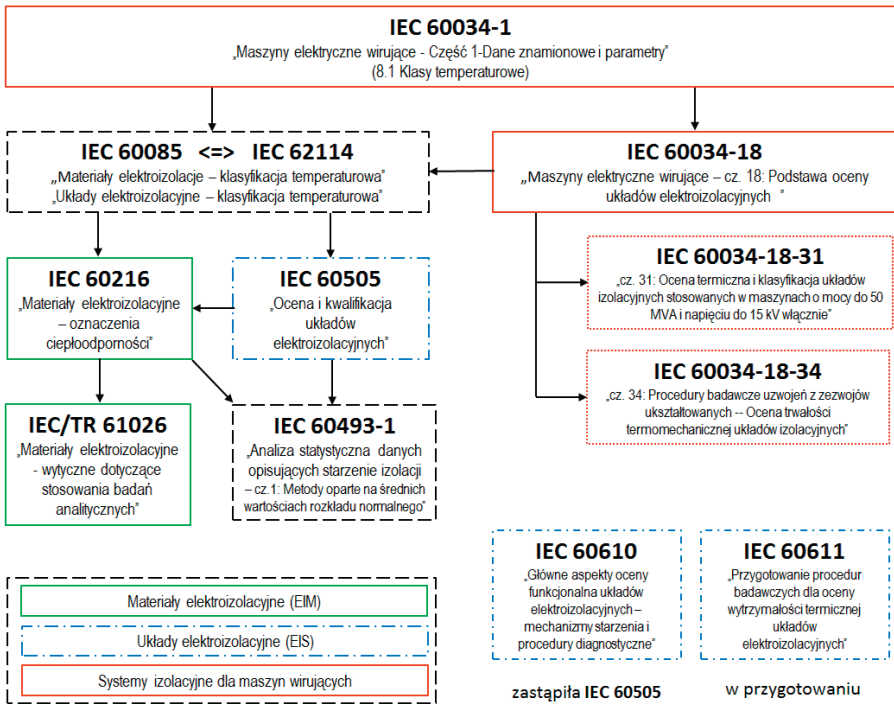 IEC 60034-1
„Maszyny elektryczne wirujące - Część 1-Dane znamionowe i parametry”
(8.1 Klasy temperaturowe)
IEC 60085 <=> IEC 62114
„Materiały elektroizolacje – klasyfikacja temperaturowa”
„Układy elektroizolacyjne – klasyfikacja temperaturowa”
IEC 60034-18
„Maszyny elektryczne wirujące – cz. 18: Podstawa oceny
układów elektroizolacyjnych ”
IEC 60216
„Materiały elektroizolacyjne
– oznaczenia
ciepłoodporności”
IEC 60505
„Ocena i kwalifikacja
układów
elektroizolacyjnych”
IEC 60034-18-31
„cz. 31: Ocena termiczna i klasyfikacja układów
izolacyjnych stosowanych w maszynach o mocy do 50
MVA i napięciu do 15 kV włącznie”
IEC 60034-18-34
„cz. 34: Procedury badawcze uzwojeń z zezwojów
ukształtowanych -- Ocena trwałości
termomechanicznej układów izolacyjnych”
IEC/TR 61026
„Materiały elektroizolacyjne
- wytyczne dotyczące
stosowania badań
analitycznych”
IEC 60493-1
„Analiza statystyczna danych
opisujących starzenie izolacji
– cz.1: Metody oparte na średnich
wartościach rozkładu normalnego”
IEC 60610
„Główne aspekty oceny
funkcjonalna układów
elektroizolacyjnych –
mechanizmy starzenia i
procedury diagnostyczne”
zastąpiła IEC 60505
IEC 60611
„Przygotowanie procedur
badawczych dla oceny
wytrzymałości termicznej
układów
elektroizolacyjnych”
w przygotowaniu
Materiały elektroizolacyjne (EIM)
Układy elektroizolacyjne (EIS)
Systemy izolacyjne dla maszyn wirujących